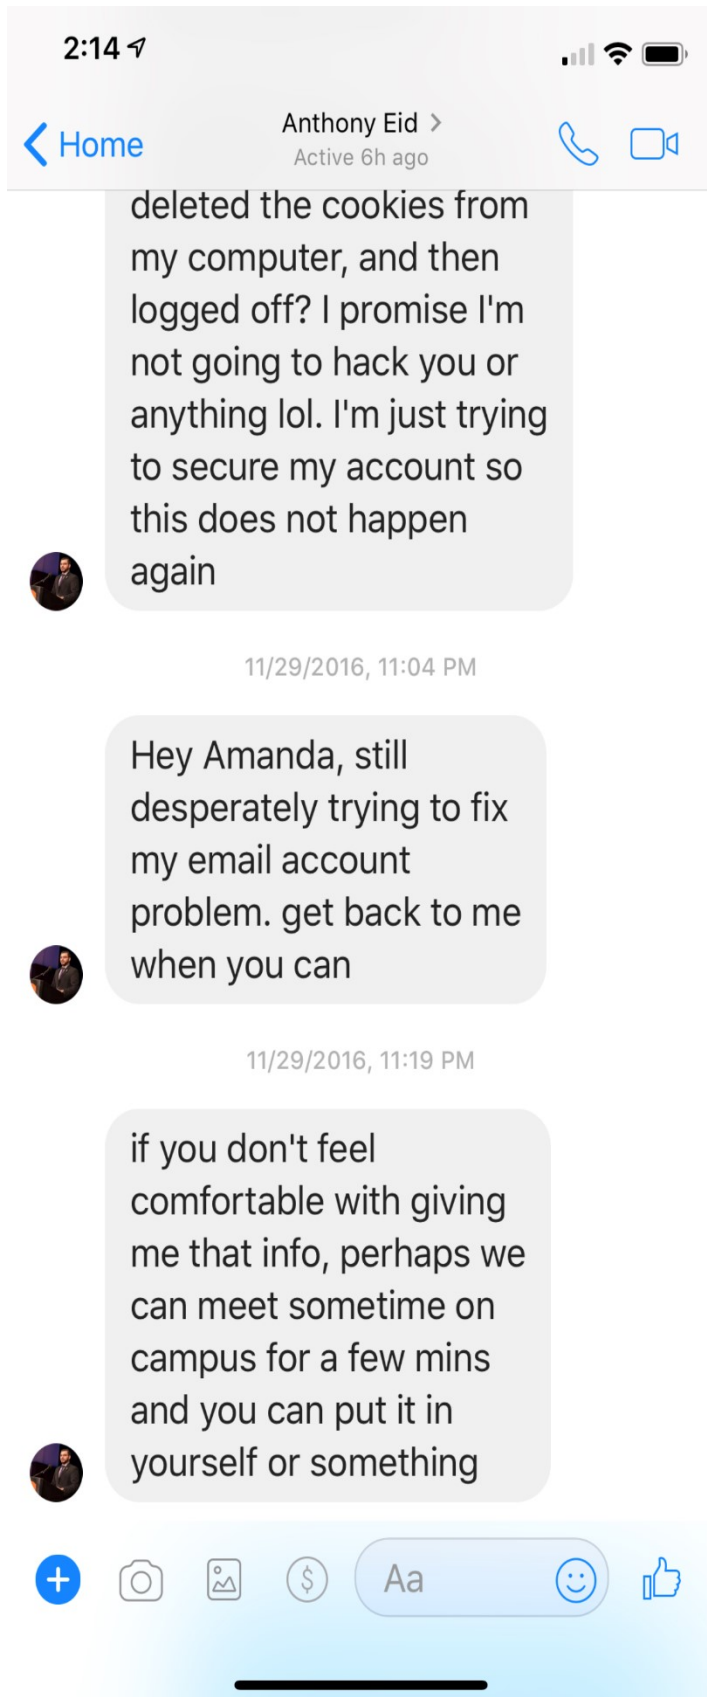 2:14
Home
Anthony Eid
Active 6h ago
deleted the cookies from
my computer, and then
logged off? I promise I'm
not going to hack you or
anything lol. I'm just trying
to secure my account so
this does not happen
again
11/29/2016, 11:04 PM
Hey Amanda, still
desperately trying to fix
my email account
problem. get back to me
when you can
11/29/2016, 11:19 PM
if you don't feel
comfortable with giving
me that info, perhaps we
can meet sometime on
campus for a few mins
and you can put it in
yourself or something
Aa